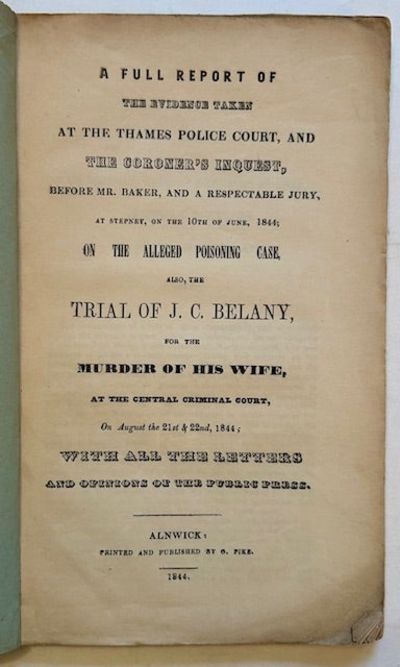 A FULL REPORT OF
THE EVIDENCE TAKEN
AT THE THAMES POLICE COURT, AND
THE CORONER'S INQUEST,
BEFORE MR. BAKER, AND A RESPECTABLE JURY,
AT STEPNEY, ON THE 10TH OF JUNE, 1844;
ON THE ALLEGED POISONING CASE,
ALSO, THE
TRIAL OF J. C. BELANY,
FOR THE
MURDER OF HIS WIFE,
AT THE CENTRAL CRIMINAL COURT,
On August the 21st & 22nd, 1844;
WITH ALL THE LETTERS
AND OPINIONS OF THE PUBLIC PRESS.
ALNWICK:
PRINTED AND PUBLISHED BY G. PIKE.
1844.